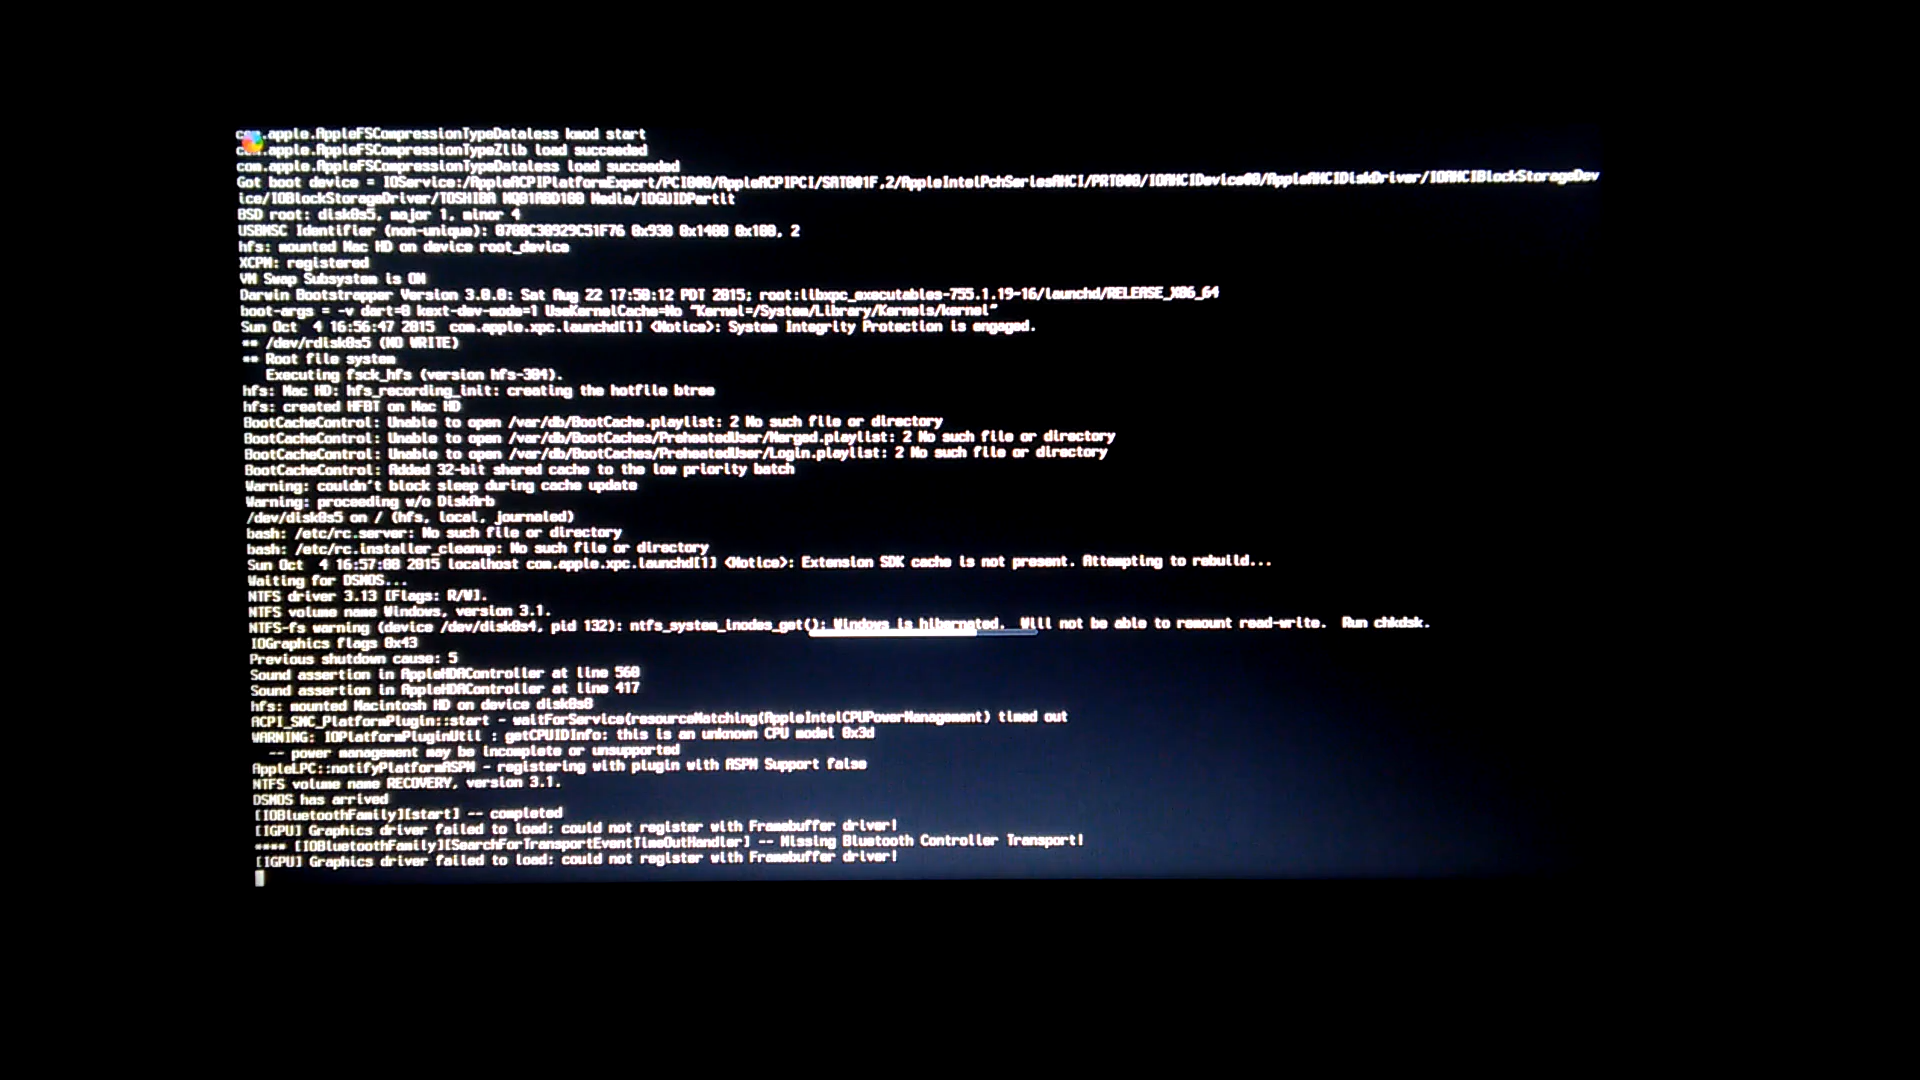 com.apple.AppleFSCompressionTypeDataless kmod start
com.apple.AppleFSCompressionTypeZlib load succeeded
com.apple.AppleFSCompressionTypeDataless load succeeded
Got boot device = IOService:/AppleACPIPlatformExpert/PCI0@0/AppleACPIPCI/SAT0@1F,2/AppleIntelPchSeriesAHCI/PRT0@0/IOAHCIDevice@0/AppleAHCIDiskDriver/IOAHCIBlockStorageDev
ice/IOBlockStorageDriver/TOSHIBA MQ01ABD100 Media/IOGUIDPartit
BSD root: disk0s5, major 1, minor 4
USBMSC Identifier (non-unique): 0708C30929C51F76 0x930 0x1400 0x100, 2
hfs: mounted Mac HD on device root_device
XCPM: registered
VM Swap Subsystem is ON
Darwin Bootstrapper Version 3.0.0: Sat Aug 22 17:50:12 PDT 2015; root:libxpc_executables-755.1.19~16/launchd/RELEASE_X86_64
boot-args = -v dart=0 kext-dev-mode=1 UseKernelCache=No "Kernel=/System/Library/Kernels/kernel"
Sun Oct  4 16:56:47 2015  com.apple.xpc.launchd[1] <Notice>: System Integrity Protection is engaged.
** /dev/rdisk0s5 (NO WRITE)
** Root file system
Executing fsck_hfs (version hfs-304).
hfs: Mac HD: hfs_recording_init: creating the hotfile btree
hfs: created HFBT on Mac HD
BootCacheControl: Unable to open /var/db/BootCache.playlist: 2 No such file or directory
BootCacheControl: Unable to open /var/db/BootCaches/PreheatedUser/Merged.playlist: 2 No such file or directory
BootCacheControl: Unable to open /var/db/BootCaches/PreheatedUser/Login.playlist: 2 No such file or directory
BootCacheControl: Added 32-bit shared cache to the low priority batch
Warning: couldn't block sleep during cache update
Warning: proceeding w/o DiskArb
/dev/disk0s5 on / (hfs, local, journaled)
bash: /etc/rc.server: No such file or directory
bash: /etc/rc.installer_cleanup: No such file or directory
Sun Oct  4 16:57:08 2015 localhost com.apple.xpc.launchd[1] <Notice>: Extension SDK cache is not present. Attempting to rebuild...
Waiting for DSMOS...
NTFS driver 3.13 [Flags: R/W].
NTFS volume name Windows, version 3.1.
NTFS-fs warning (device /dev/disk0s4, pid 132): ntfs_system_inodes_get(): Windows is hibernated.  Will not be able to remount read-write.  Run chkdsk.
IOGraphics flags 0x43
Previous shutdown cause: 5
Sound assertion in AppleHDAController at line 560
Sound assertion in AppleHDAController at line 417
hfs: mounted Macintosh HD on device disk0s8
ACPI_SMC_PlatformPlugin::start - waitForService(resourceMatching(AppleIntelCPUPowerManagement) timed out
WARNING: IOPlatformPluginUtil : getCPUIDInfo: this is an unknown CPU model 0x3d
-- power management may be incomplete or unsupported
AppleLPC::notifyPlatformASPM - registering with plugin with ASPM Support false
NTFS volume name RECOVERY, version 3.1.
DSMOS has arrived
[IOBluetoothFamily][start] -- completed
[IGPU] Graphics driver failed to load: could not register with Framebuffer driver!
**** [IOBluetoothFamily][SearchForTransportEventTimeOutHandler] -- Missing Bluetooth Controller Transport!
[IGPU] Graphics driver failed to load: could not register with Framebuffer driver!